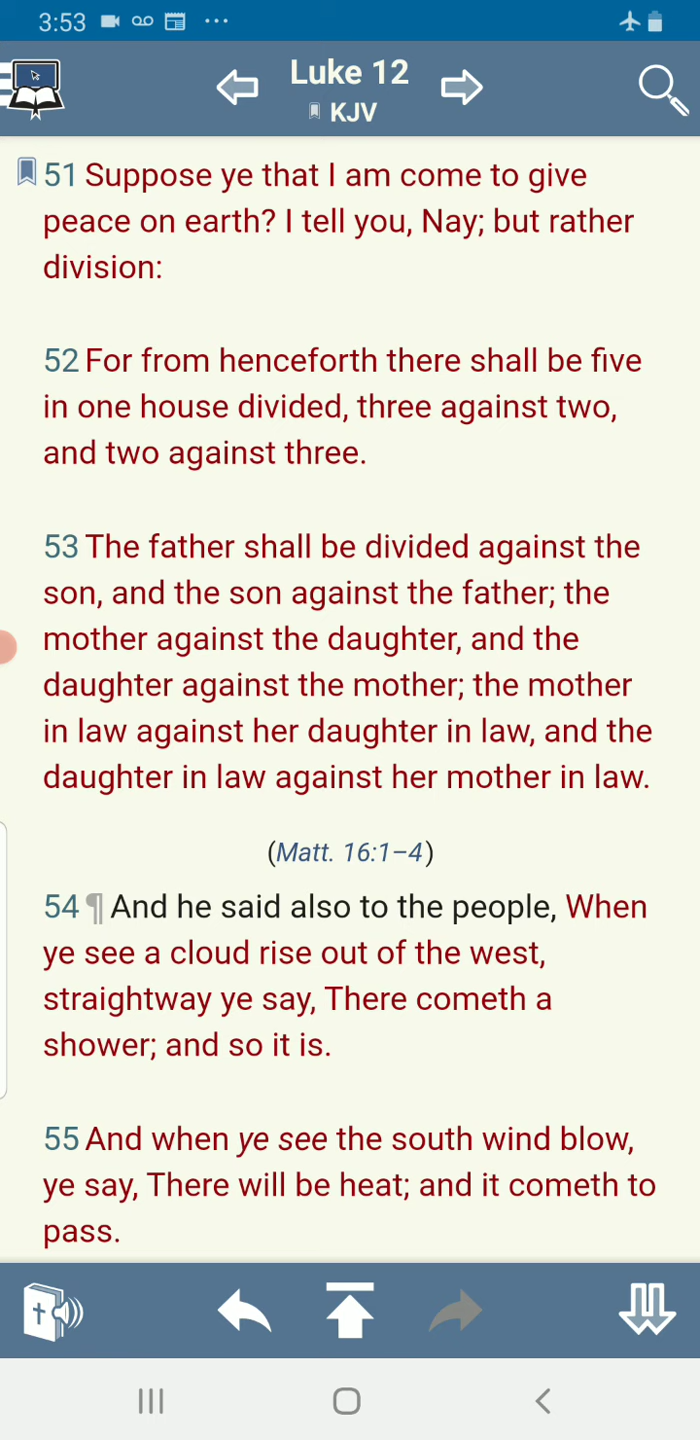 3:53
Luke 12
KJV
51 Suppose ye that I am come to give
peace on earth? I tell you, Nay; but rather
division:
52 For from henceforth there shall be five
in one house divided, three against two,
and two against three.
53 The father shall be divided against the
son, and the son against the father; the
mother against the daughter, and the
daughter against the mother; the mother
in law against her daughter in law, and the
daughter in law against her mother in law.
(Matt. 16:1–4)
54 ¶ And he said also to the people, When
ye see a cloud rise out of the west,
straightway ye say, There cometh a
shower; and so it is.
55 And when ye see the south wind blow,
ye say, There will be heat; and it cometh to
pass.